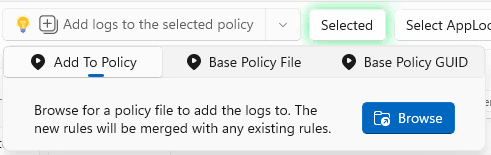 Add logs to the selected policy
Selected
Select AppLoc
Add To Policy
Base Policy File
Base Policy GUID
Browse for a policy file to add the logs to. The
new rules will be merged with any existing rules.
Browse